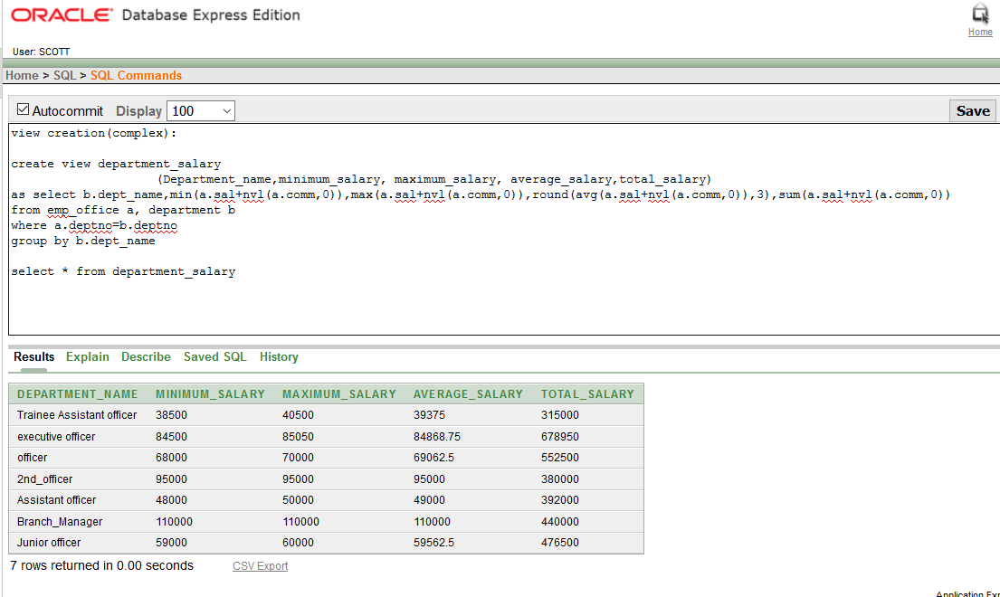 ORACLE® Database Express Edition
Home
User: SCOTT
Home > SQL > SQL Commands
Autocommit Display 100 Save
view creation(complex):
create view department_salary
(Department_name,minimum_salary, maximum_salary, average_salary,total_salary)
as select b.dept_name,min(a.sal+nvl(a.comm,0)),max(a.sal+nvl(a.comm,0)),round(avg(a.sal+nvl(a.comm,0)),3),sum(a.sal+nvl(a.comm,0))
from emp_office a, department b
where a.deptno=b.deptno
group by b.dept_name
select * from department_salary
Results Explain Describe Saved SQL History
DEPARTMENT_NAME MINIMUM_SALARY MAXIMUM_SALARY AVERAGE_SALARY TOTAL_SALARY
Trainee Assistant officer 38500 40500 39375 315000
executive officer 84500 85050 84868.75 678950
officer 68000 70000 69062.5 552500
2nd_officer 95000 95000 95000 380000
Assistant officer 48000 50000 49000 392000
Branch_Manager 110000 110000 110000 440000
Junior officer 59000 60000 59562.5 476500
7 rows returned in 0.00 seconds CSV Export
Application